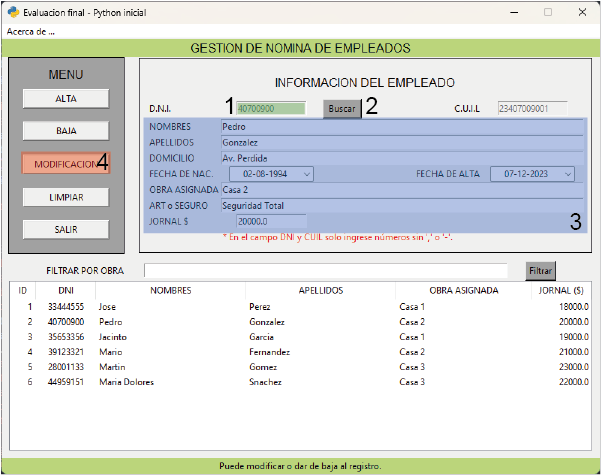 Evaluacion final - Python inicial
Acerca de ...
GESTION DE NOMINA DE EMPLEADOS
MENU
ALTA
BAJA
MODIFICACION 4
LIMPIAR
SALIR
INFORMACION DEL EMPLEADO
D.N.I. 1 40700900 Buscar 2 C.U.I.L 23407009001
NOMBRES Pedro
APELLIDOS Gonzalez
DOMICILIO Av. Perdida
FECHA DE NAC. 02-08-1994 FECHA DE ALTA 07-12-2023
OBRA ASIGNADA Casa 2
ART o SEGURO Seguridad Total
JORNAL $ 20000.0 3
* En el campo DNI y CUIL solo ingrese números sin ',' o '-'.
FILTRAR POR OBRA Filtrar
ID DNI NOMBRES APELLIDOS OBRA ASIGNADA JORNAL ($)
1 33444555 Jose Perez Casa 1 18000.0
2 40700900 Pedro Gonzalez Casa 2 20000.0
3 35653356 Jacinto Garcia Casa 1 19000.0
4 39123321 Mario Fernandez Casa 2 21000.0
5 28001133 Martin Gomez Casa 3 23000.0
6 44959151 Maria Dolores Snachez Casa 3 22000.0
Puede modificar o dar de baja al registro.